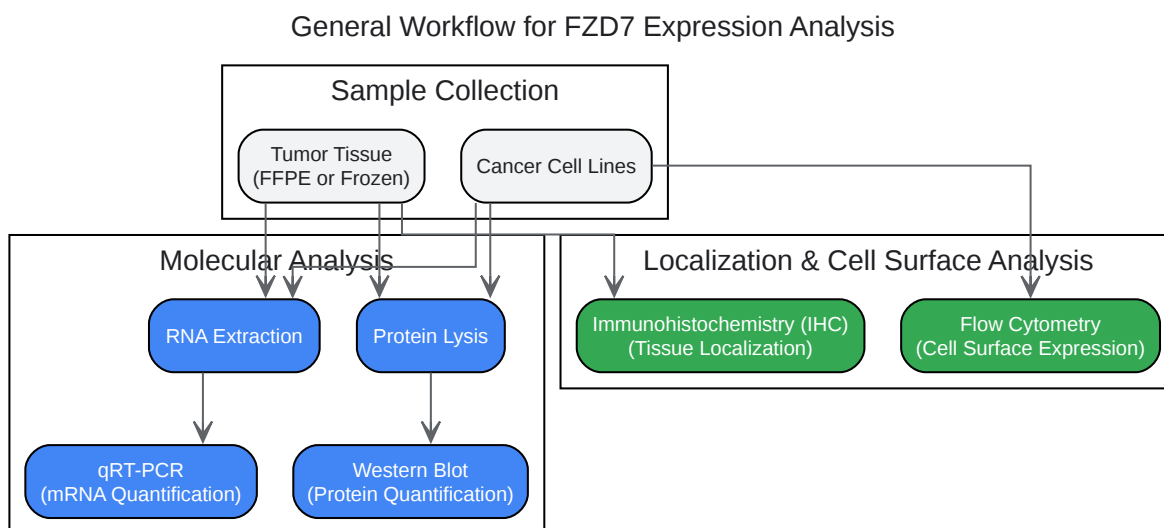 General Workflow for FZD7 Expression Analysis
Sample Collection
Tumor Tissue
(FFPE or Frozen)
Cancer Cell Lines
Molecular Analysis
RNA Extraction
Protein Lysis
qRT-PCR
(mRNA Quantification)
Western Blot
(Protein Quantification)
Localization & Cell Surface Analysis
Immunohistochemistry (IHC)
(Tissue Localization)
Flow Cytometry
(Cell Surface Expression)